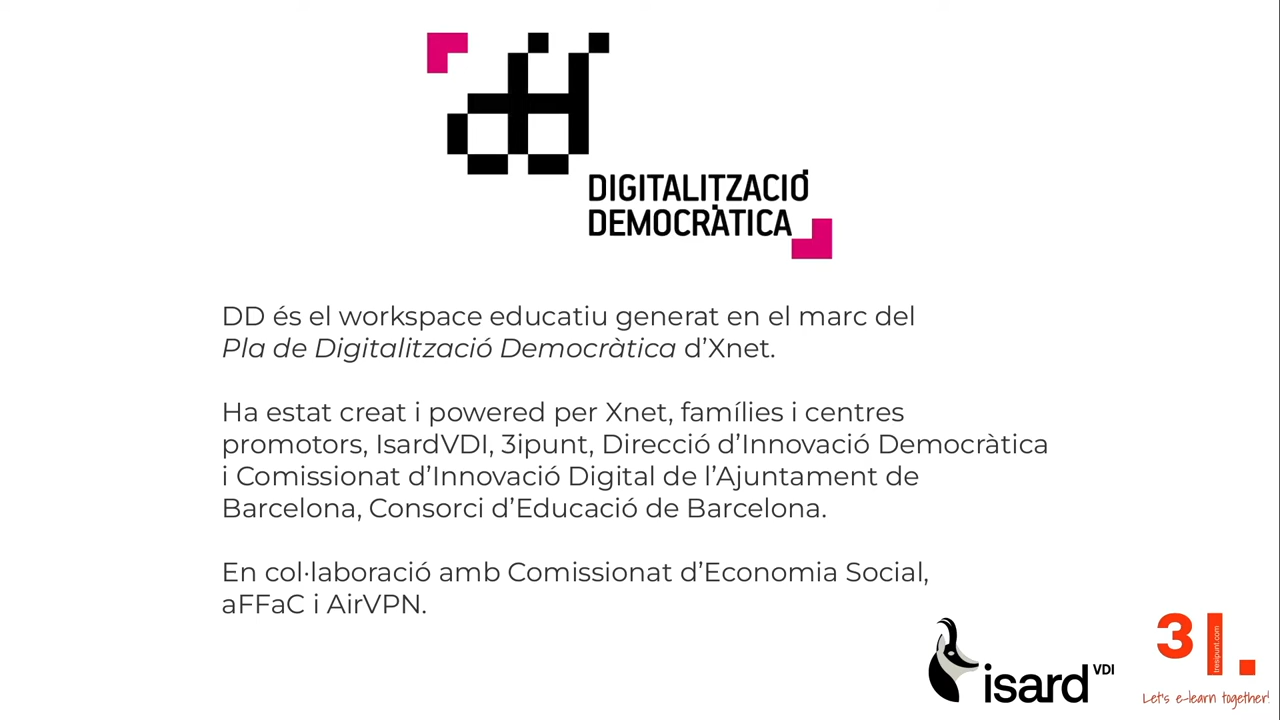 dd
DIGITALITZACIÓ
DEMOCRÀTICA
DD és el workspace educatiu generat en el marc del
Pla de Digitalització Democràtica d’Xnet.
Ha estat creat i powered per Xnet, famílies i centres
promotors, IsardVDI, 3ipunt, Direcció d’Innovació Democràtica
i Comissionat d’Innovació Digital de l’Ajuntament de
Barcelona, Consorci d’Educació de Barcelona.
En col·laboració amb Comissionat d’Economia Social,
aFFaC i AirVPN.
isard VDI
3I.
tresipunt.com
Let's e-learn together!